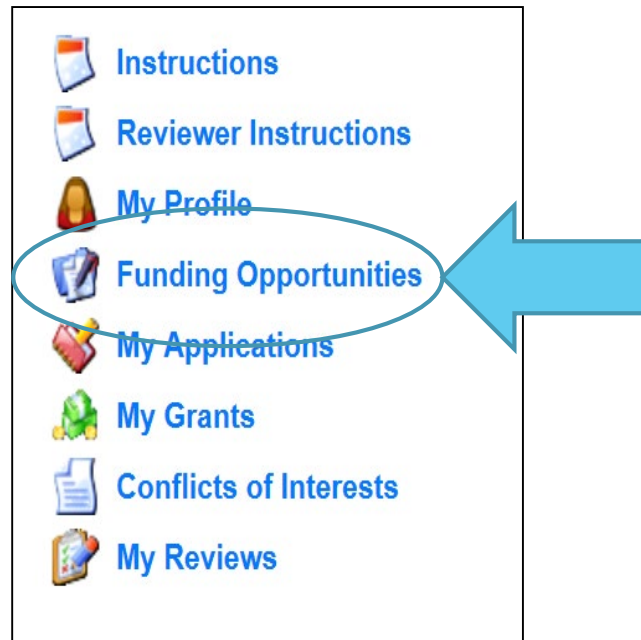 Instructions
Reviewer Instructions
My Profile
Funding Opportunities
My Applications
My Grants
Conflicts of Interests
My Reviews